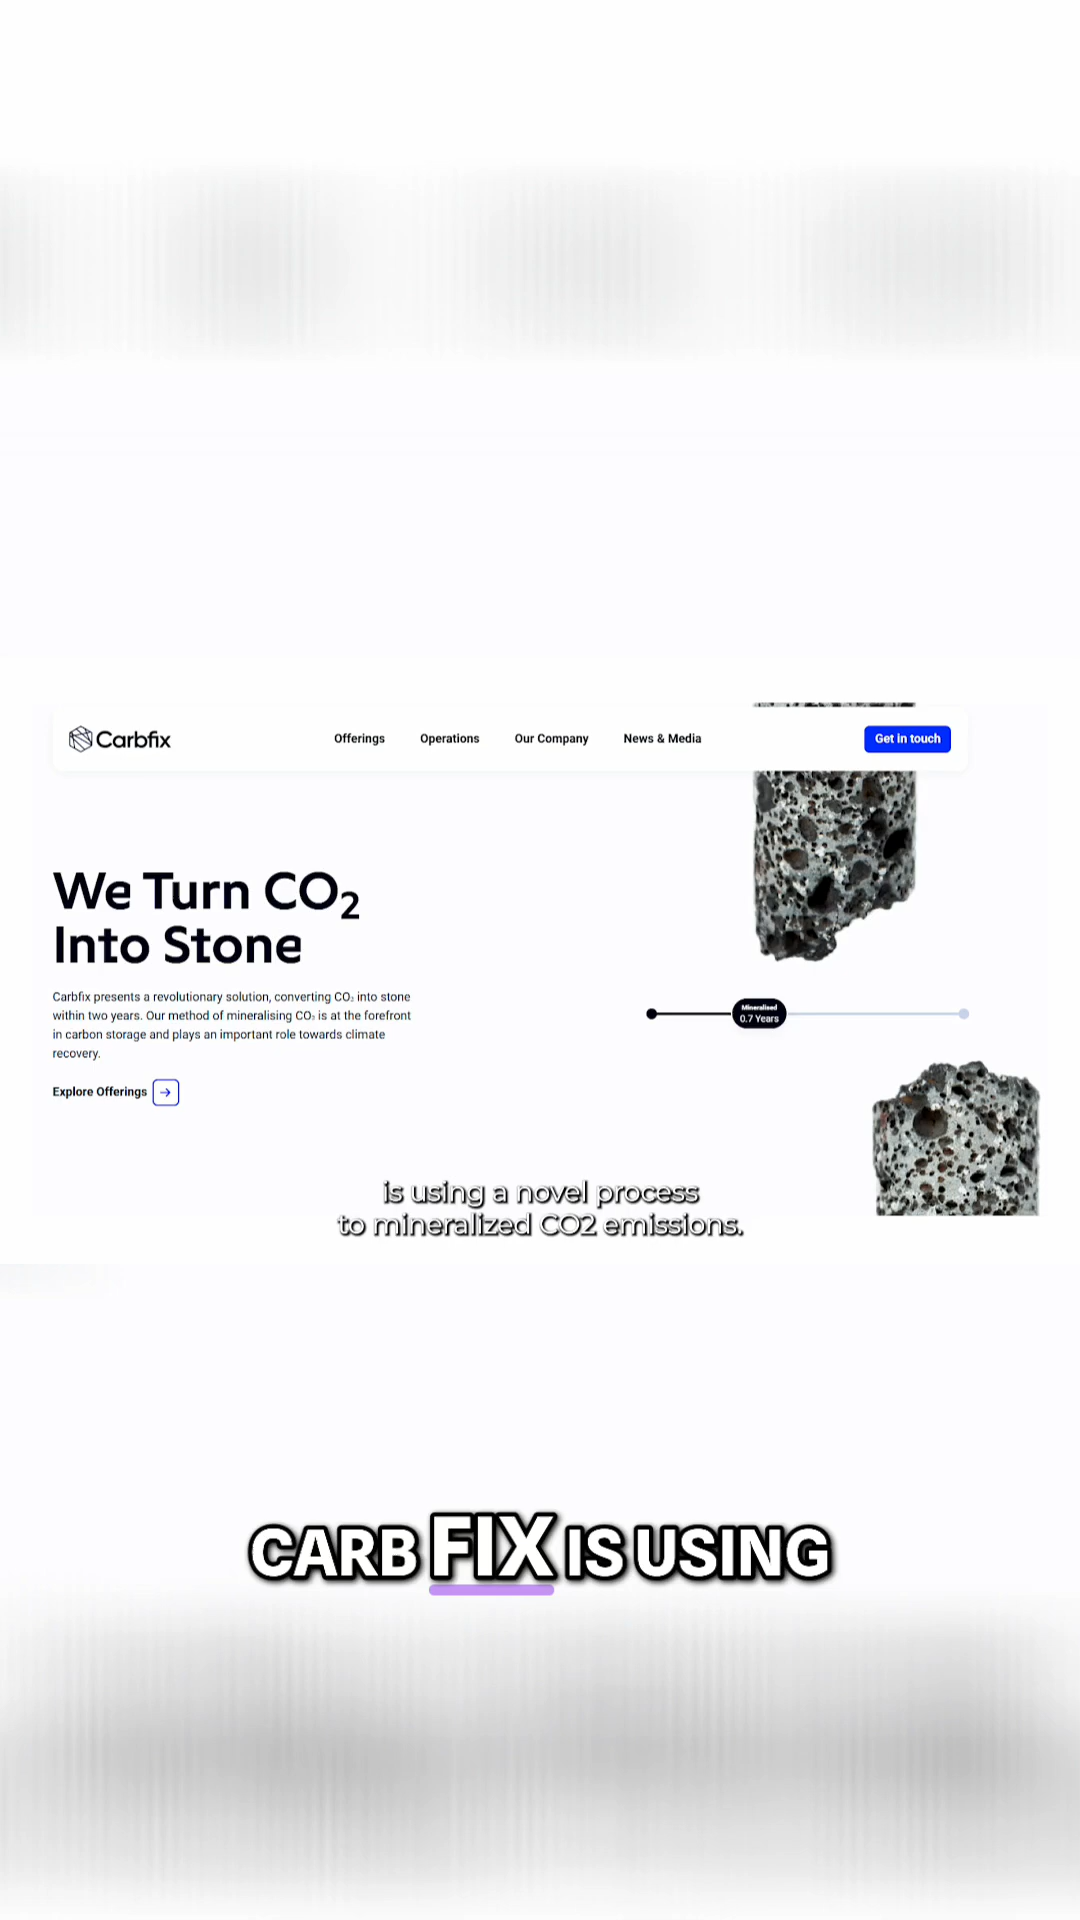 Carbfix
Offerings
Operations
Our Company
News & Media
Get in touch
We Turn CO₂
Into Stone
Carbfix presents a revolutionary solution, converting CO₂ into stone
within two years. Our method of mineralising CO₂ is at the forefront
in carbon storage and plays an important role towards climate
recovery.
Explore Offerings
Mineralised
0.7 Years
is using a novel process
to mineralized CO2 emissions.
CARB FIX IS USING